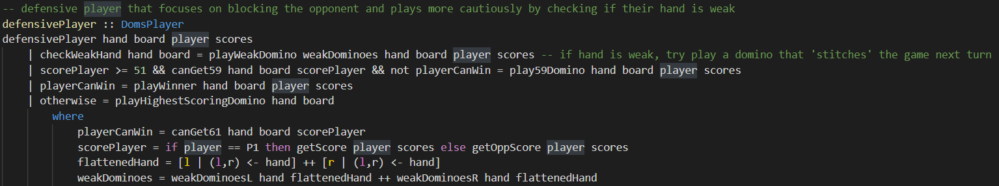 -- defensive player that focuses on blocking the opponent and plays more cautiously by checking if their hand is weak
defensivePlayer :: DomsPlayer
defensivePlayer hand board player scores
    | checkWeakHand hand board = playWeakDomino weakDominoes hand board player scores -- if hand is weak, try play a domino that 'stitches' the game next turn
    | scorePlayer >= 51 && canGet59 hand board scorePlayer && not playerCanWin = play59Domino hand board player scores
    | playerCanWin = playWinner hand board player scores
    | otherwise = playHighestScoringDomino hand board
        where
            playerCanWin = canGet61 hand board scorePlayer
            scorePlayer = if player == P1 then getScore player scores else getOppScore player scores
            flattenedHand = [l | (l,r) <- hand] ++ [r | (l,r) <- hand]
            weakDominoes = weakDominoesL hand flattenedHand ++ weakDominoesR hand flattenedHand